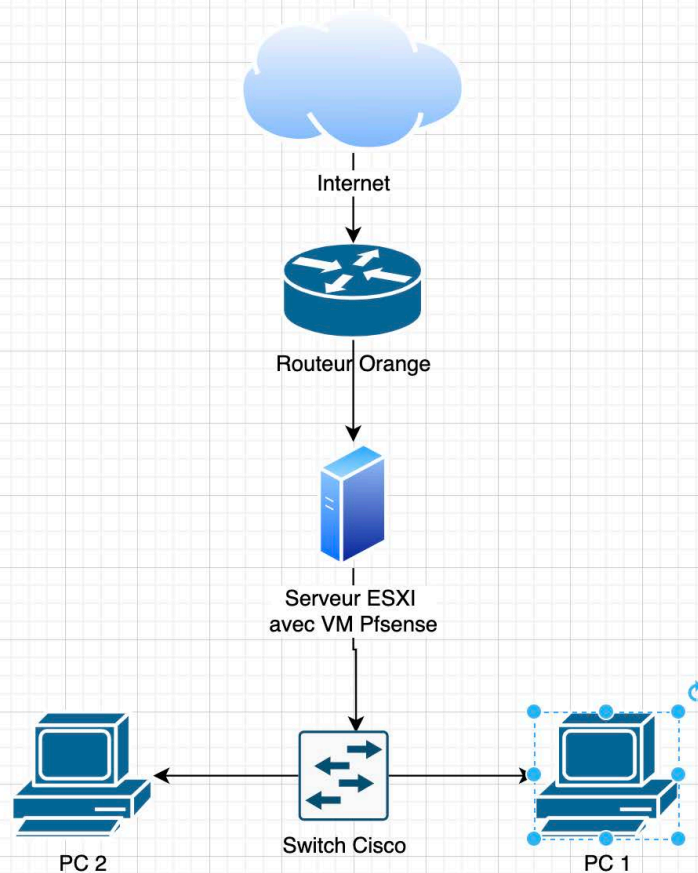 Internet
Routeur Orange
Serveur ESXI
avec VM Pfsense
Switch Cisco
PC 2
PC 1